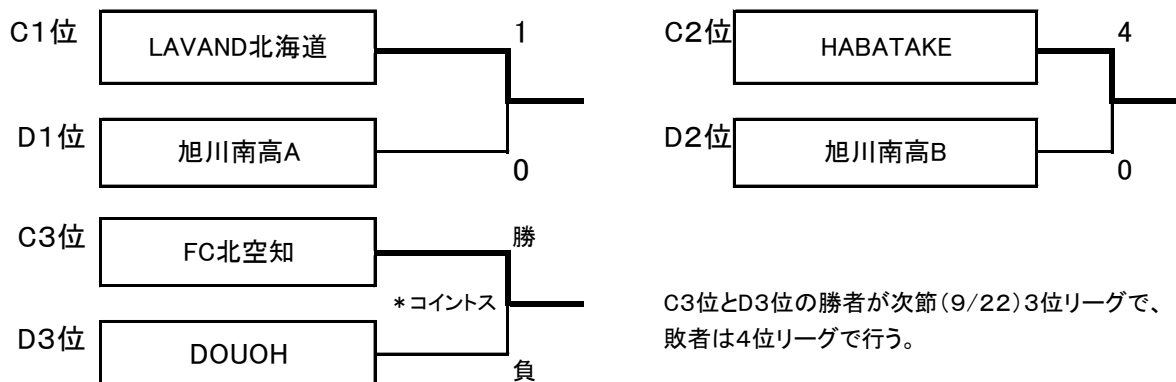 C1位 LAVAND北海道 1
D1位 旭川南高A 0
C2位 HABATAKE 4
D2位 旭川南高B 0
C3位 FC北空知 勝
＊コイントス
D3位 DOUOH 負
C3位とD3位の勝者が次節（9/22）3位リーグで、
敗者は4位リーグで行う。